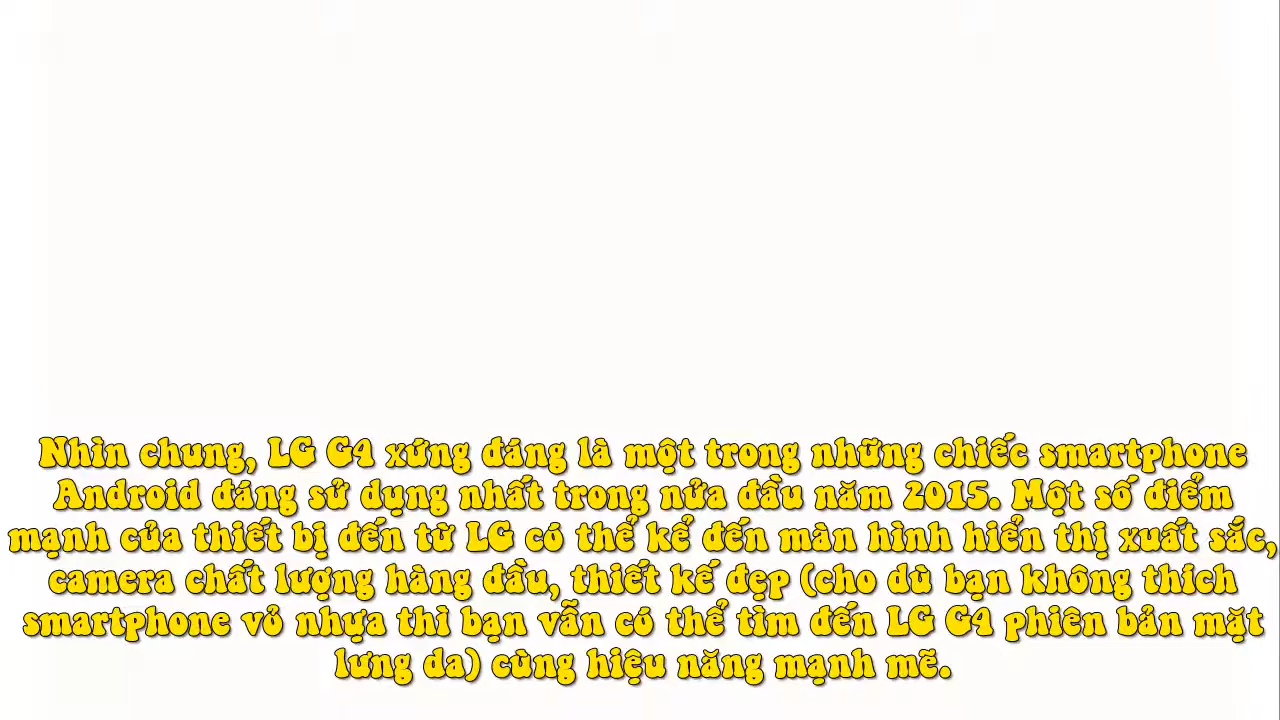 Nhìn chung, LG G4 xứng đáng là một trong những chiếc smartphone
Android đáng sử dụng nhất trong nửa đầu năm 2015. Một số điểm
mạnh của thiết bị đến từ LG có thể kể đến màn hình hiển thị xuất sắc,
camera chất lượng hàng đầu, thiết kế đẹp (cho dù bạn không thich
smartphone vỏ nhựa thì bạn vẫn có thể tìm đến LG G4 phiên bản mặt
lưng da) cùng hiệu năng mạnh mẽ.